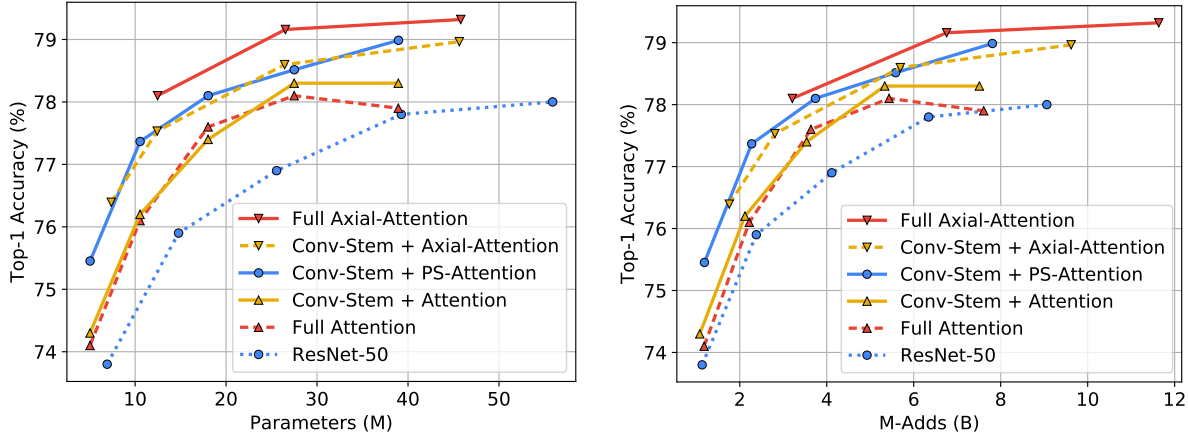 79
78
77
76
75
74
10
20
30
40
50
Top-1 Accuracy (%)
Parameters (M)
Full Axial-Attention
Conv-Stem + Axial-Attention
Conv-Stem + PS-Attention
Conv-Stem + Attention
Full Attention
ResNet-50
79
78
77
76
75
74
2
4
6
8
10
12
Top-1 Accuracy (%)
M-Adds (B)
Full Axial-Attention
Conv-Stem + Axial-Attention
Conv-Stem + PS-Attention
Conv-Stem + Attention
Full Attention
ResNet-50